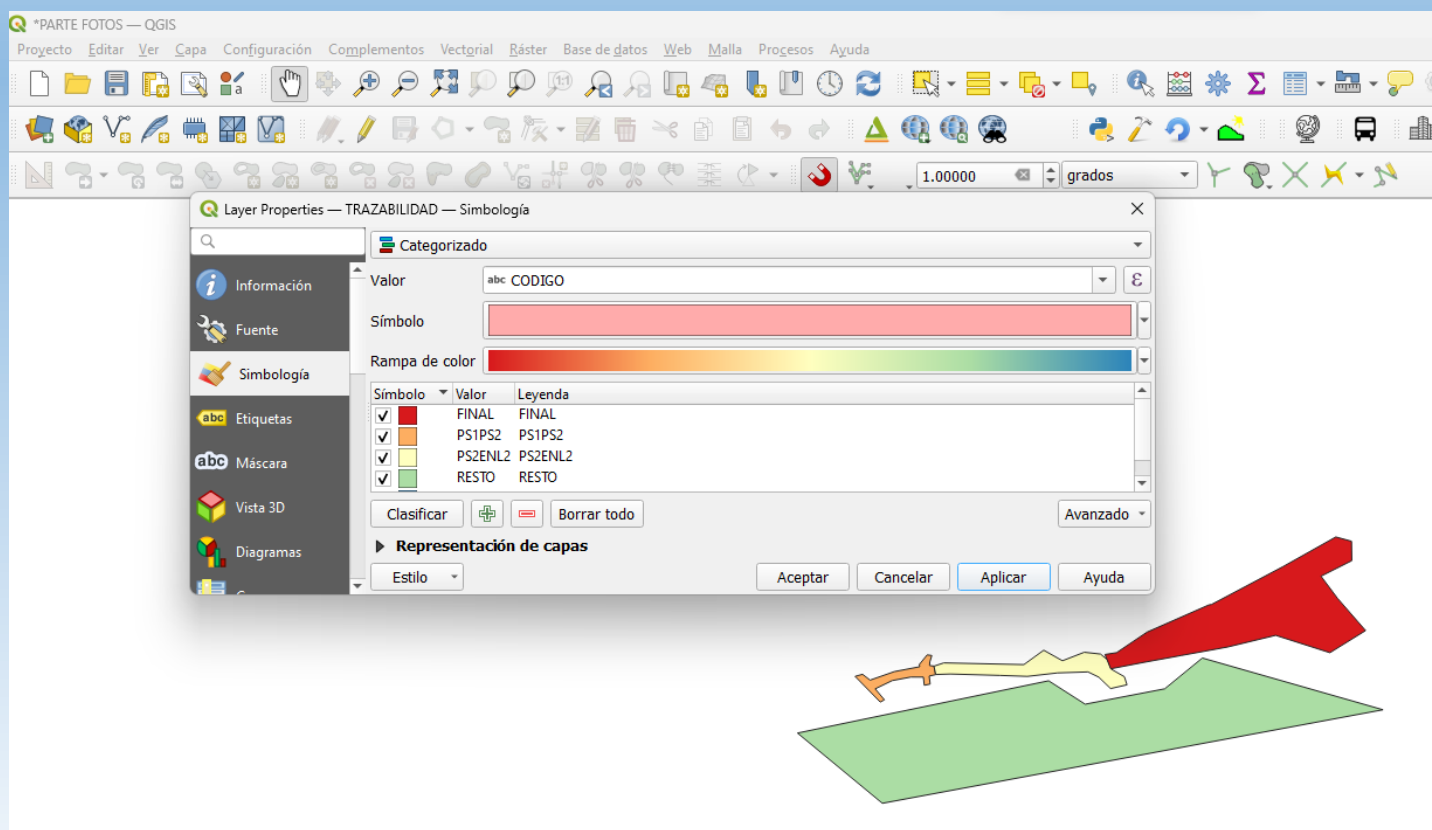 *PARTE FOTOS — QGIS
Proyecto Editar Ver Capa Configuración Complementos Vectorial Ráster Base de datos Web Malla Procesos Ayuda
1.00000 grados
Layer Properties — TRAZABILIDAD — Simbología
Categorizado
Información
Fuente
Simbología
abc Etiquetas
abc Máscara
Vista 3D
Diagramas
Valor abc CODIGO ε
Símbolo
Rampa de color
Símbolo Valor Leyenda
FINAL FINAL
PS1PS2 PS1PS2
PS2ENL2 PS2ENL2
RESTO RESTO
Clasificar Borrar todo Avanzado
Representación de capas
Estilo Aceptar Cancelar Aplicar Ayuda